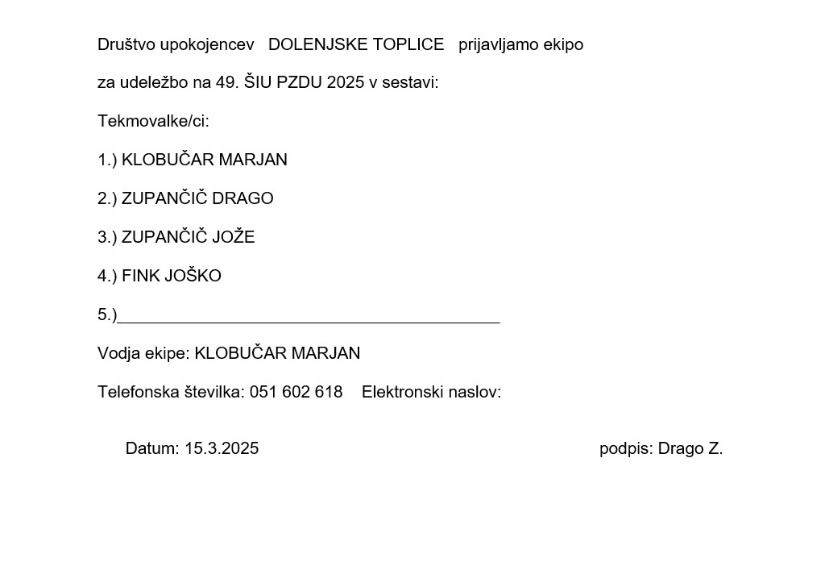 Društvo upokojencev DOLENJSKE TOPLICE prijavljamo ekipo
za udeležbo na 49. ŠIU PZDU 2025 v sestavi:
Tekmovalke/ci:
1.) KLOBUČAR MARJAN
2.) ZUPANČIČ DRAGO
3.) ZUPANČIČ JOŽE
4.) FINK JOŠKO
5.)__________________________________________
Vodja ekipe: KLOBUČAR MARJAN
Telefonska številka: 051 602 618 Elektronski naslov:
Datum: 15.3.2025 podpis: Drago Z.